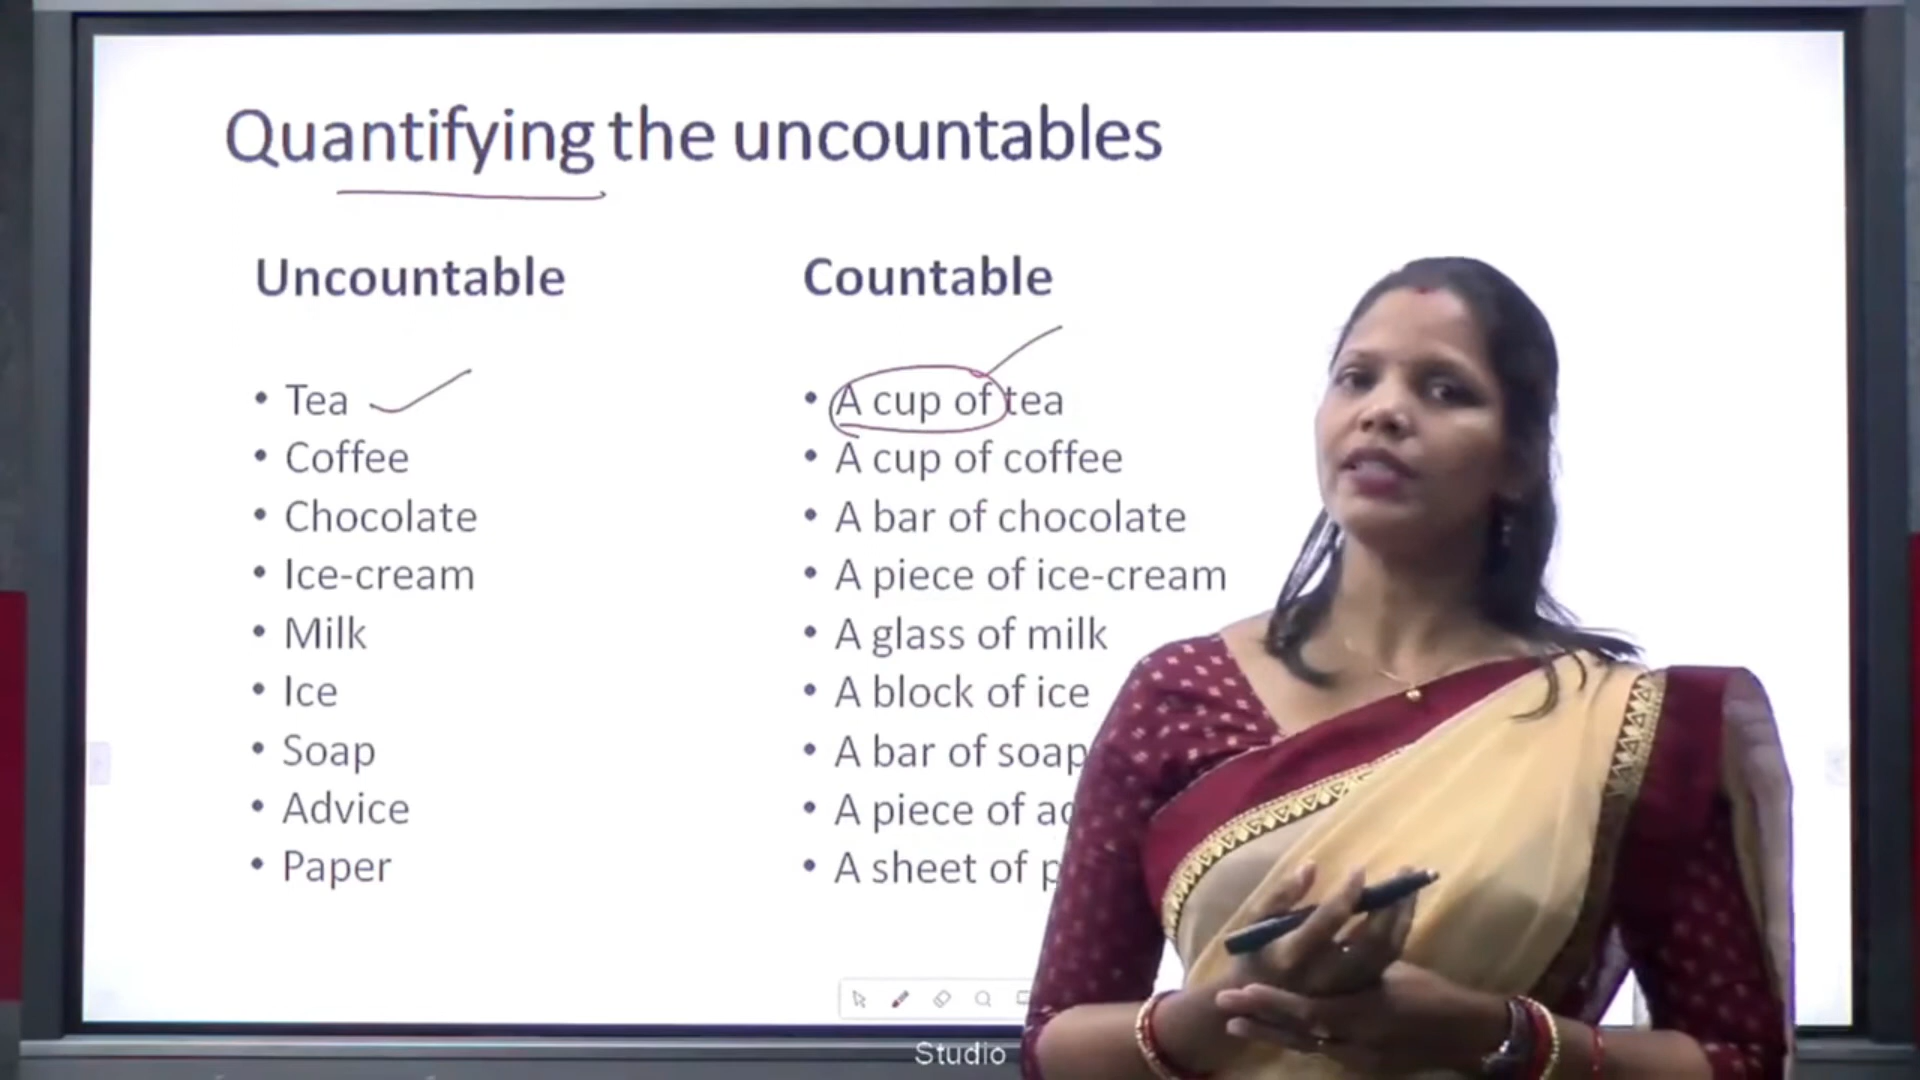 Quantifying the uncountables
Uncountable
• Tea
• Coffee
• Chocolate
• Ice-cream
• Milk
• Ice
• Soap
• Advice
• Paper
Countable
• A cup of tea
• A cup of coffee
• A bar of chocolate
• A piece of ice-cream
• A glass of milk
• A block of ice
• A bar of soap
• A piece of
• A sheet of
Studio